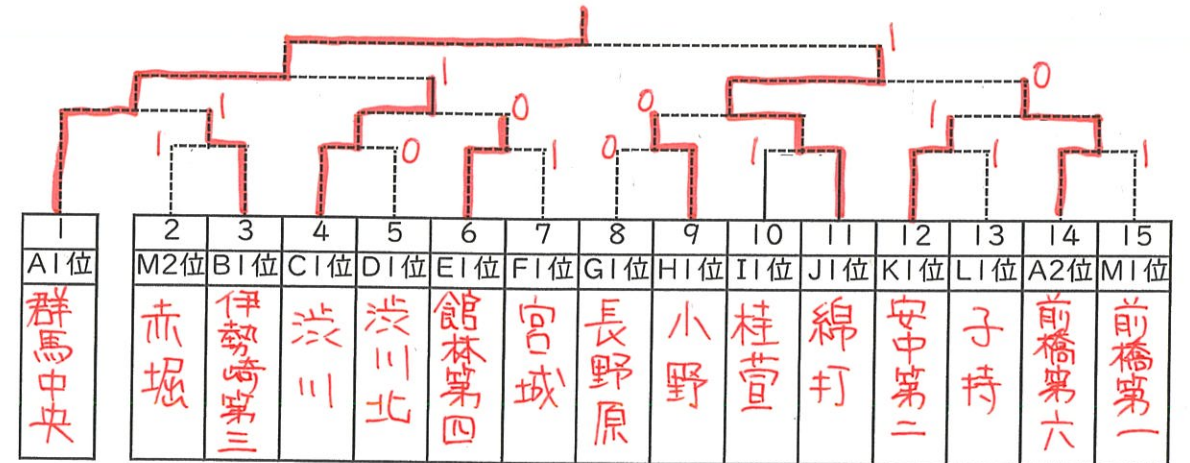 1
1
0
1
0
0
1
1
1
0
1
0
1
1
1
1 2 3 4 5 6 7 8 9 10 11 12 13 14 15
A1位 M2位 B1位 C1位 D1位 E1位 F1位 G1位 H1位 I1位 J1位 K1位 L1位 A2位 M1位
群馬中央
赤堀
伊勢崎第三
渋川
渋川北
館林第四
宮城
長野原
小野
桂萱
綿打
安中第二
子持
前橋第六
前橋第一